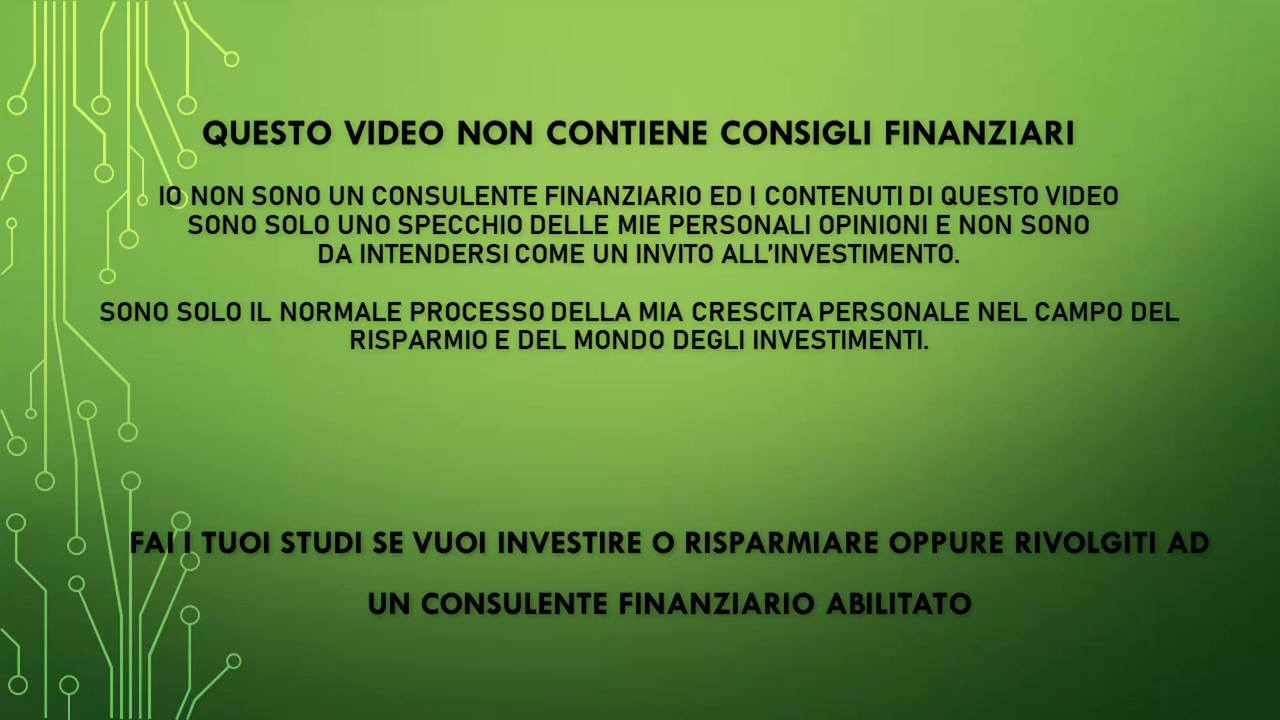 QUESTO VIDEO NON CONTIENE CONSIGLI FINANZIARI
IO NON SONO UN CONSULENTE FINANZIARIO ED I CONTENUTI DI QUESTO VIDEO
SONO SOLO UNO SPECCHIO DELLE MIE PERSONALI OPINIONI E NON SONO
DA INTENDERSI COME UN INVITO ALL'INVESTIMENTO.
SONO SOLO IL NORMALE PROCESSO DELLA MIA CRESCITA PERSONALE NEL CAMPO DEL
RISPARMIO E DEL MONDO DEGLI INVESTIMENTI.
FAI I TUOI STUDI SE VUOI INVESTIRE O RISPARMIARE OPPURE RIVOLGITI AD
UN CONSULENTE FINANZIARIO ABILITATO